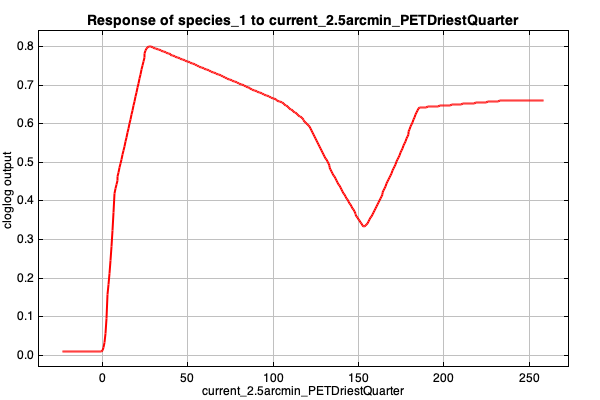 Response of species_1 to current_2.5arcmin_PETDriestQuarter
0.8
0.7
0.6
0.5
0.4
0.3
0.2
0.1
0.0
cloglog output
0 50 100 150 200 250
current_2.5arcmin_PETDriestQuarter